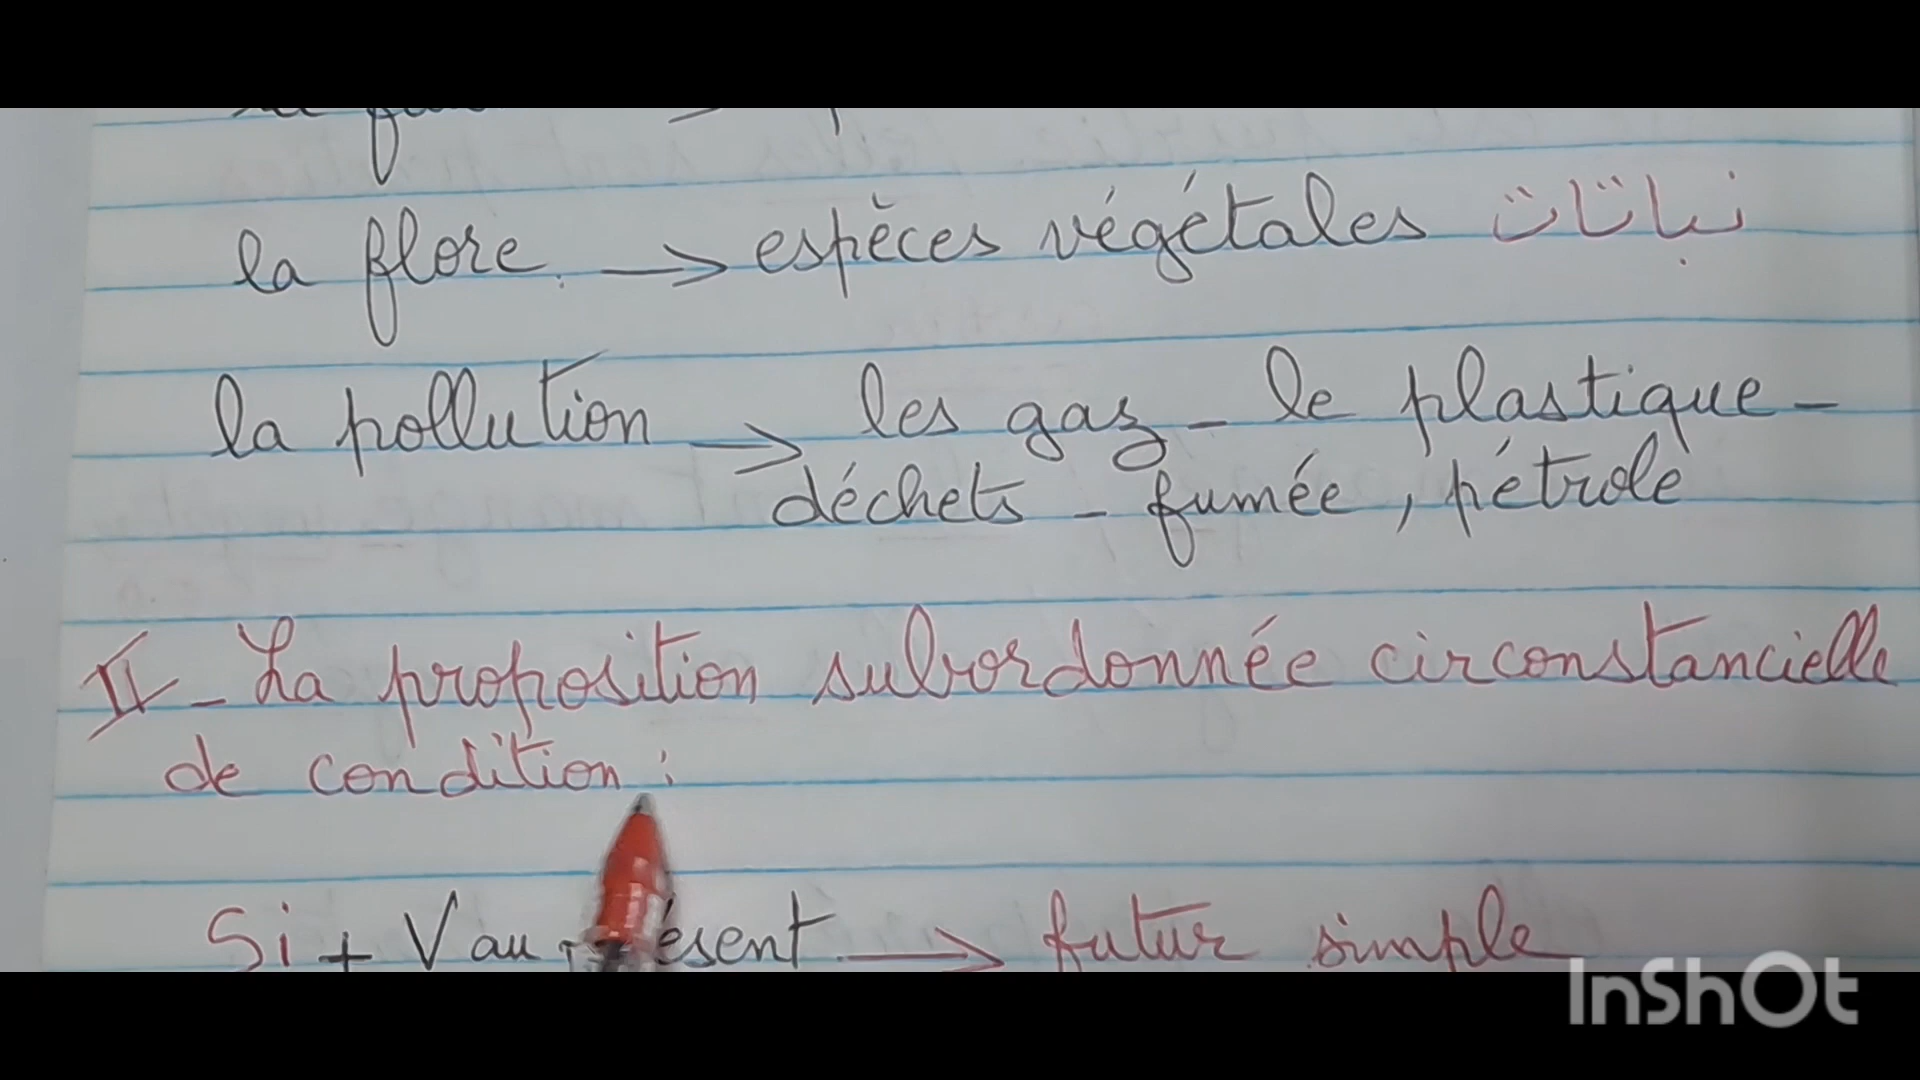 la flore. → espèces végétales نباتات
la pollution → les gaz - le plastique -
déchets - fumée, pétrole
II - La proposition subordonnée circonstancielle
de condition :
Si + V au → futur simple
InShOt